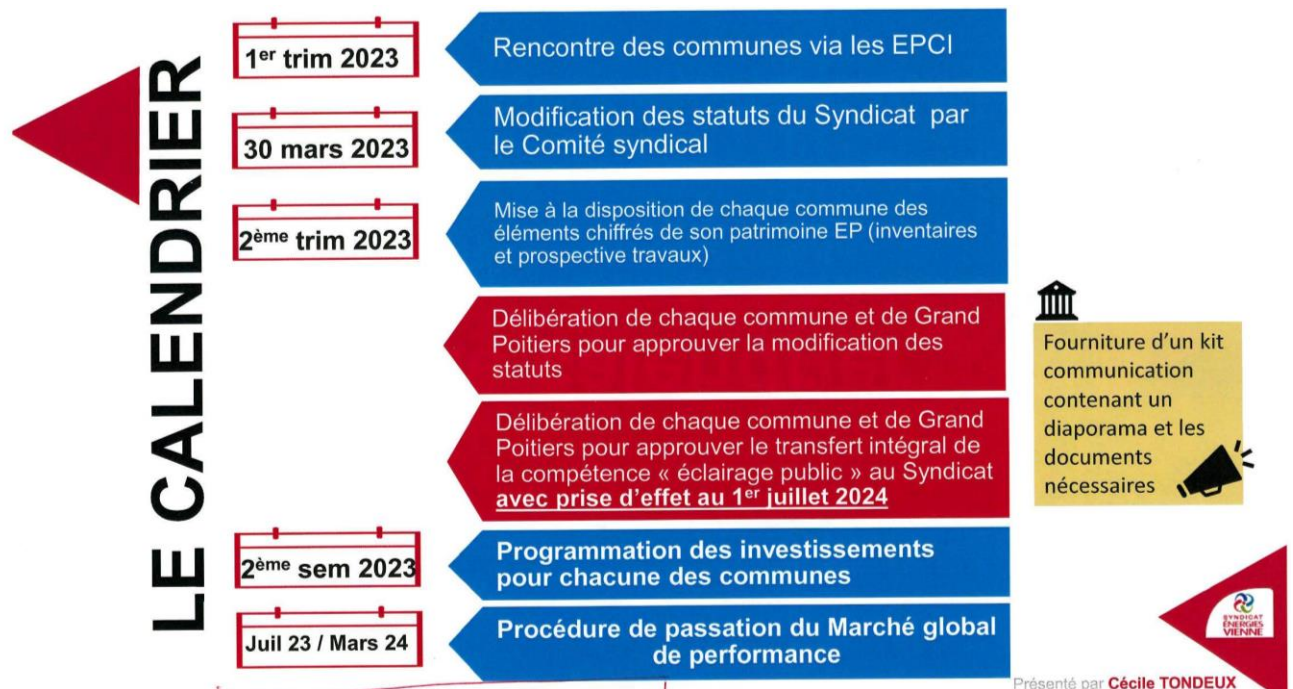 LE CALENDRIER
1er trim 2023
Rencontre des communes via les EPCI
30 mars 2023
Modification des statuts du Syndicat par
le Comité syndical
2ème trim 2023
Mise à la disposition de chaque commune des
éléments chiffrés de son patrimoine EP (inventaires
et prospective travaux)
Délibération de chaque commune et de Grand
Poitiers pour approuver la modification des
statuts
Délibération de chaque commune et de Grand
Poitiers pour approuver le transfert intégral de
la compétence « éclairage public » au Syndicat
avec prise d'effet au 1er juillet 2024
Fourniture d'un kit
communication
contenant un
diaporama et les
documents
nécessaires
2ème sem 2023
Programmation des investissements
pour chacune des communes
Juil 23 / Mars 24
Procédure de passation du Marché global
de performance
SYNDICAT
ÉNERGIES
VIENNE
Présenté par Cécile TONDEUX